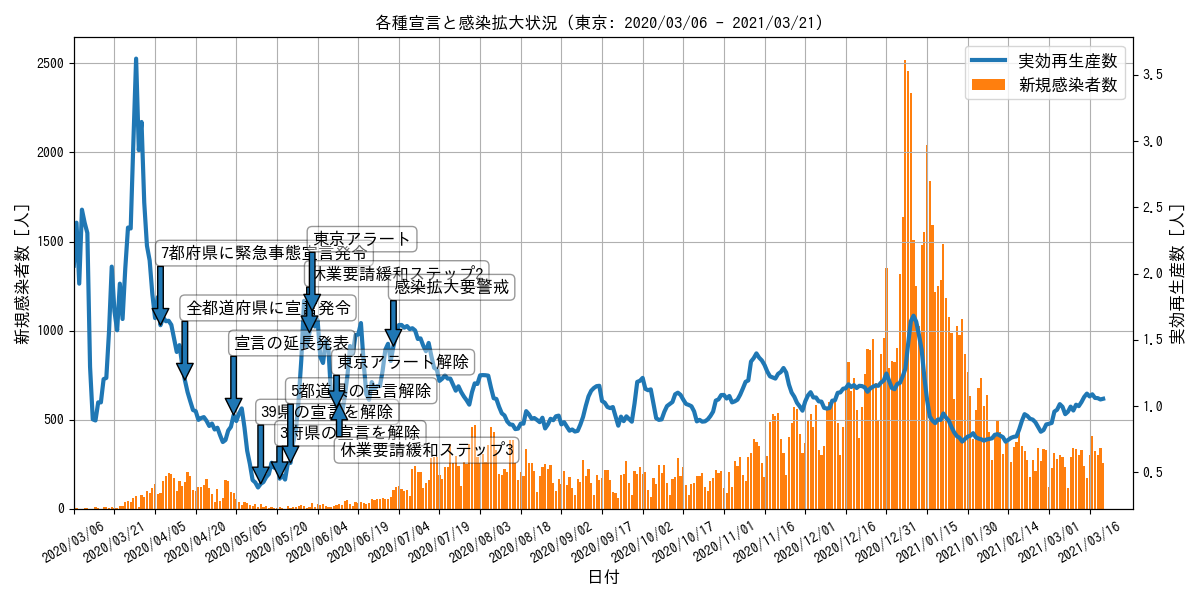 各種宣言と感染拡大状況 (東京: 2020/03/06 - 2021/03/21)
実効再生産数
新規感染者数
新規感染者数 [人]
2500
2000
1500
1000
500
0
東京アラート
7都府県に緊急事態宣言発令
休業要請緩和ステップ2
感染拡大要警戒
全都道府県に宣言発令
宣言の延長発表
東京アラート解除
5都道県の宣言解除
39県の宣言を解除
3府県の宣言を解除
休業要請緩和ステップ3
3.5
3.0
2.5
2.0
1.5
1.0
0.5
実効再生産数 [人]
2020/03/06
2020/03/21
2020/04/05
2020/04/20
2020/05/05
2020/05/20
2020/06/04
2020/06/19
2020/07/04
2020/07/19
2020/08/03
2020/08/18
2020/09/02
2020/09/17
2020/10/02
2020/10/17
2020/11/01
2020/11/16
2020/12/01
2020/12/16
2020/12/31
2021/01/15
2021/01/30
2021/02/14
2021/03/01
2021/03/16
日付